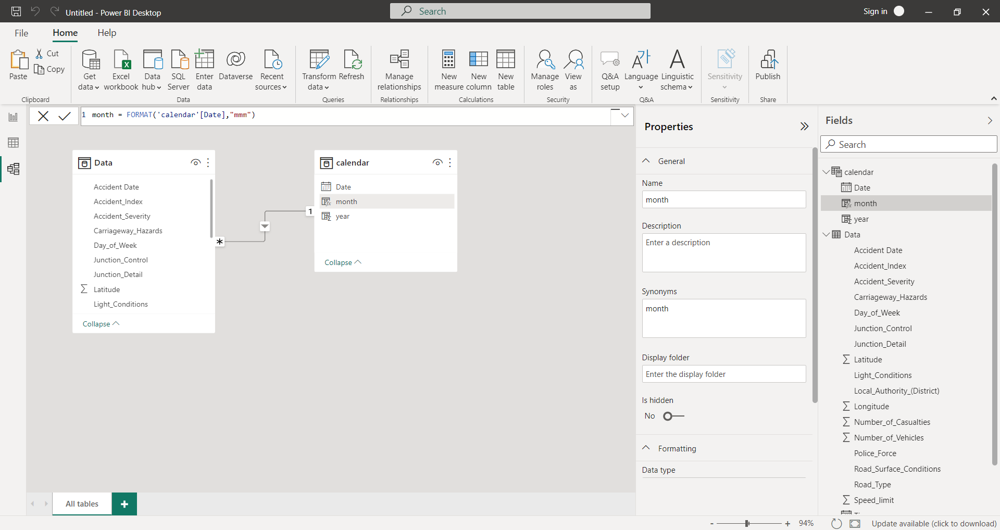 Untitled - Power BI Desktop
Search
Sign in
File Home Help
Paste
Cut
Copy
Clipboard
Get data
Excel workbook
Data hub
SQL Server
Enter data
Dataverse
Recent sources
Data
Transform data
Refresh
Queries
Manage relationships
Relationships
New measure
New column
New table
Calculations
Manage roles
View as
Security
Q&A setup
Language
Linguistic schema
Q&A
Sensitivity
Sensitivity
Publish
Share
1 month = FORMAT('calendar'[Date],"mmm")
Data
Accident Date
Accident_Index
Accident_Severity
Carriageway_Hazards
Day_of_Week
Junction_Control
Junction_Detail
Latitude
Light_Conditions
Collapse
*
1
calendar
Date
month
year
Collapse
All tables
+
Properties
General
Name
month
Description
Enter a description
Synonyms
month
Display folder
Enter the display folder
Is hidden
No
Formatting
Data type
Fields
Search
calendar
Date
month
year
Data
Accident Date
Accident_Index
Accident_Severity
Carriageway_Hazards
Day_of_Week
Junction_Control
Junction_Detail
Latitude
Light_Conditions
Local_Authority_(District)
Longitude
Number_of_Casualties
Number_of_Vehicles
Police_Force
Road_Surface_Conditions
Road_Type
Speed_limit
- + 94%
Update available (click to download)